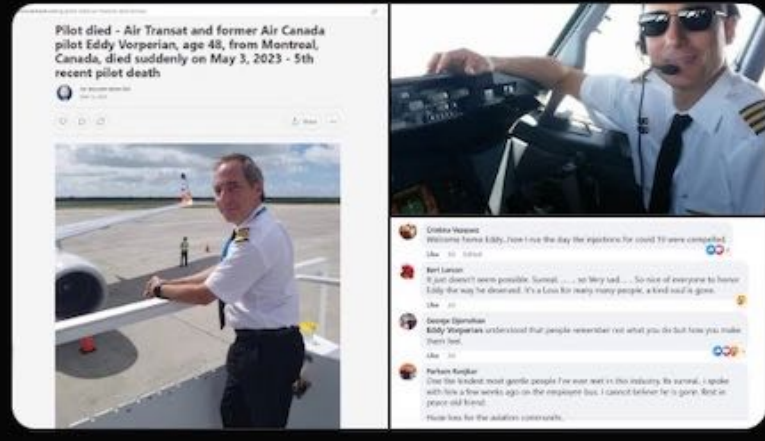 Pilot died - Air Transat and former Air Canada
pilot Eddy Vorperian, age 48, from Montreal,
Canada, died suddenly on May 3, 2023 - 5th
recent pilot death
Share
Welcome home Eddy...how I rue the day the injections for covid 19 were compelled.
Like
Bert Larson
It just doesn't seem possible. Surreal........ so Very sad.... So nice of everyone to honor
Eddy the way he deserved. It's a Loss for many many people, a kind soul is gone.
Like
George
Eddy Vorperian understood that people remember not what you do but how you make
them feel.
Like
One the kindest most gentle people I've ever met in this industry. Its surreal, i spoke
with him a few weeks ago on the employee bus. I cannot believe he is gone. Rest in
peace old friend.
Huge loss for the aviation community.